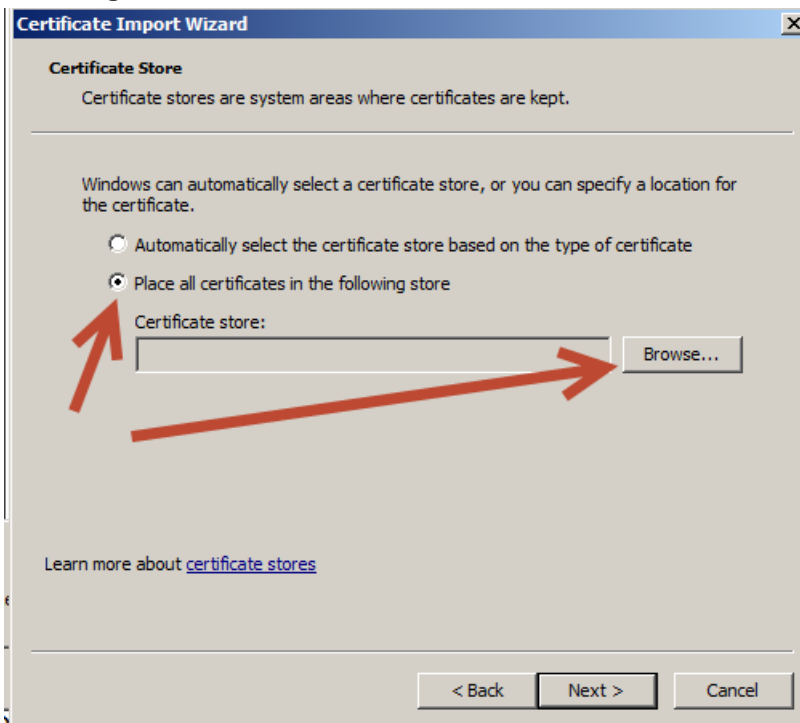 Certificate Import Wizard
Certificate Store
Certificate stores are system areas where certificates are kept.
Windows can automatically select a certificate store, or you can specify a location for
the certificate.
Automatically select the certificate store based on the type of certificate
Place all certificates in the following store
Certificate store:
Browse...
Learn more about certificate stores
< Back
Next >
Cancel